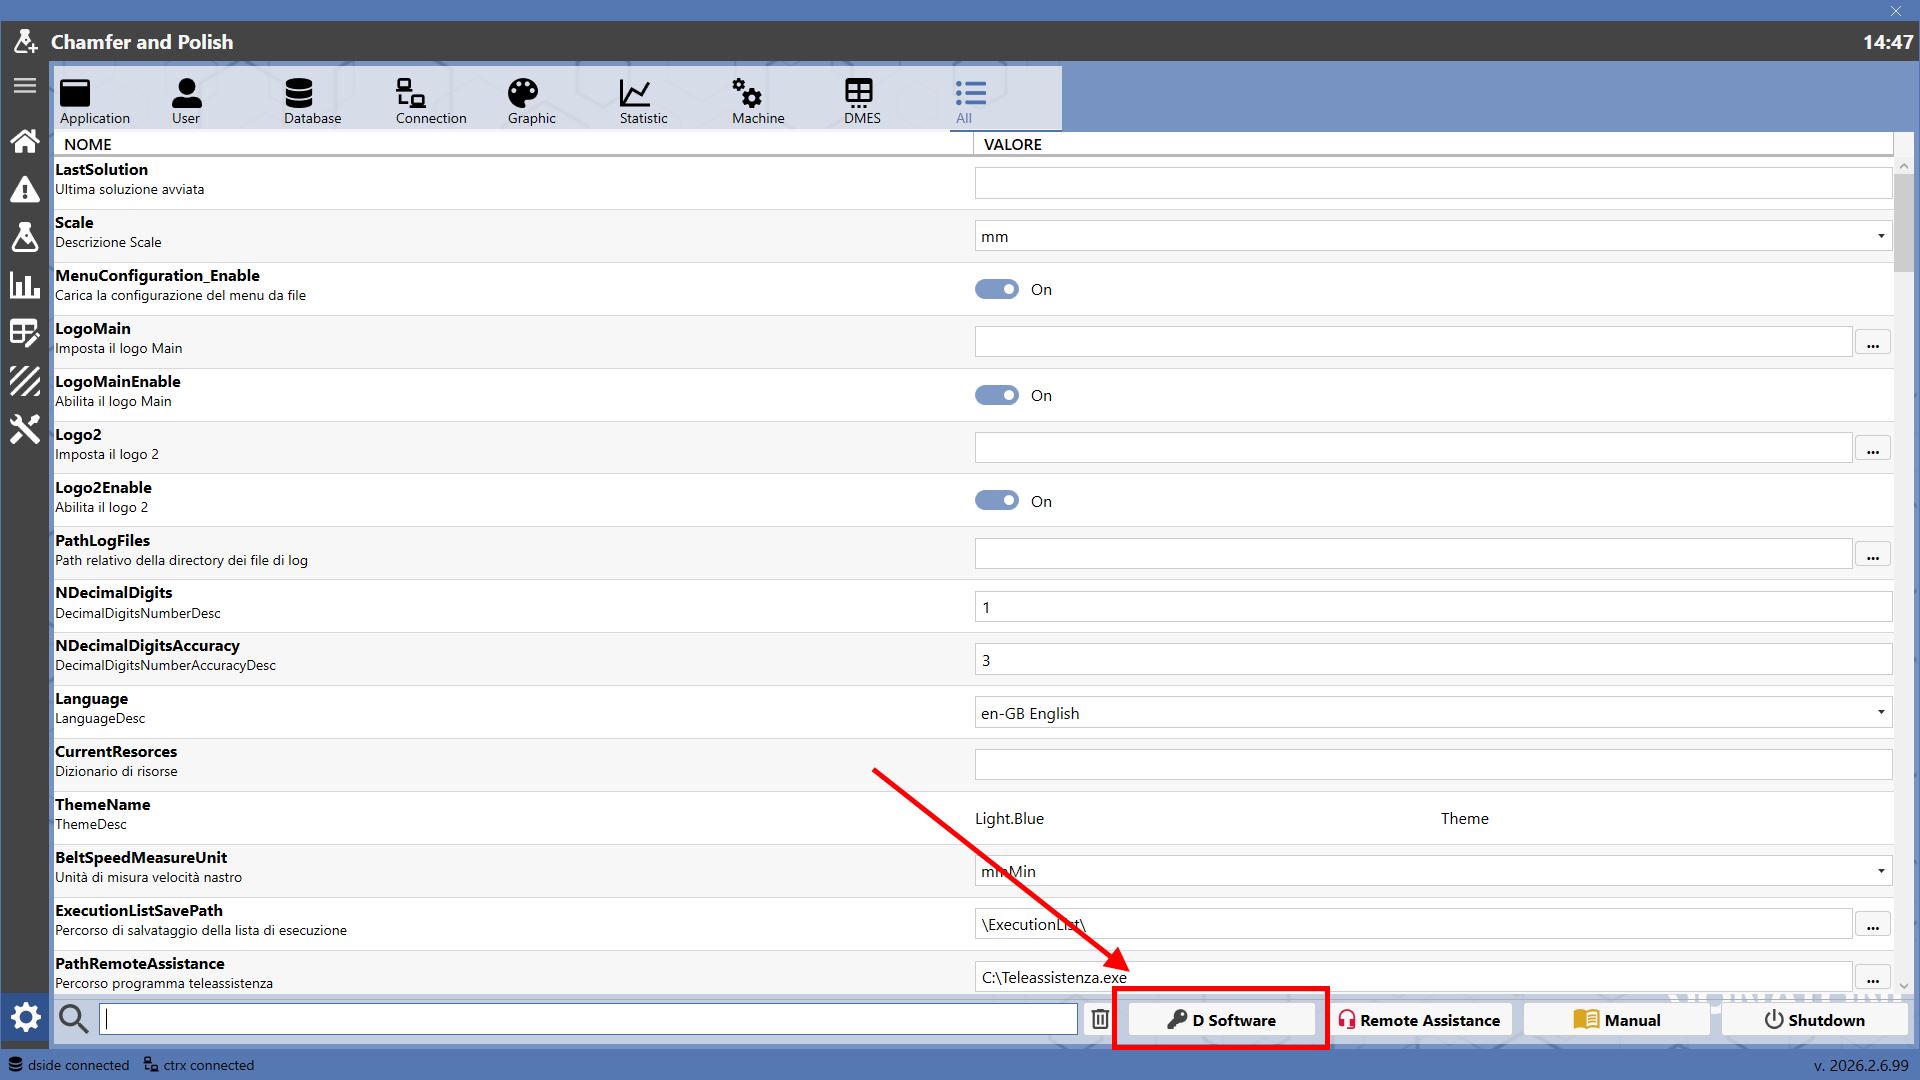 Chamfer and Polish
14:47
Application
User
Database
Connection
Graphic
Statistic
Machine
DMES
All
NOME
VALORE
LastSolution
Ultima soluzione avviata
Scale
Descrizione Scale
mm
MenuConfiguration_Enable
Carica la configurazione del menu da file
On
LogoMain
Imposta il logo Main
...
LogoMainEnable
Abilita il logo Main
On
Logo2
Imposta il logo 2
...
Logo2Enable
Abilita il logo 2
On
PathLogFiles
Path relativo della directory dei file di log
...
NDecimalDigits
DecimalDigitsNumberDesc
1
NDecimalDigitsAccuracy
DecimalDigitsNumberAccuracyDesc
3
Language
LanguageDesc
en-GB English
CurrentResorces
Dizionario di risorse
ThemeName
ThemeDesc
Light.Blue
Theme
BeltSpeedMeasureUnit
Unità di misura velocità nastro
mmMin
ExecutionListSavePath
Percorso di salvataggio della lista di esecuzione
\ExecutionList\
...
PathRemoteAssistance
Percorso programma teleassistenza
C:\Teleassistenza.exe
...
D Software
Remote Assistance
Manual
Shutdown
dside connected
ctrx connected
v. 2026.2.6.99